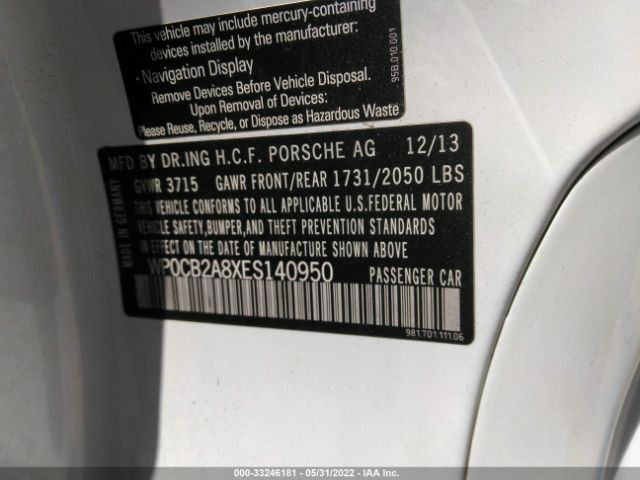 This vehicle may include mercury-containing
devices installed by the manufacturer:
· Navigation Display
Remove Devices Before Vehicle Disposal.
Upon Removal of Devices:
Please Reuse, Recycle, or Dispose as Hazardous Waste
95B.010.001
MFD BY DR.ING H.C.F. PORSCHE AG 12/13
GVWR 3715 GAWR FRONT/REAR 1731/2050 LBS
THIS VEHICLE CONFORMS TO ALL APPLICABLE U.S.FEDERAL MOTOR
VEHICLE SAFETY,BUMPER,AND THEFT PREVENTION STANDARDS
IN EFFECT ON THE DATE OF MANUFACTURE SHOWN ABOVE
WP0CB2A8XES140950 PASSENGER CAR
981.701.111.06
MADE IN GERMANY
000-33246181 - 05/31/2022 - IAA Inc.